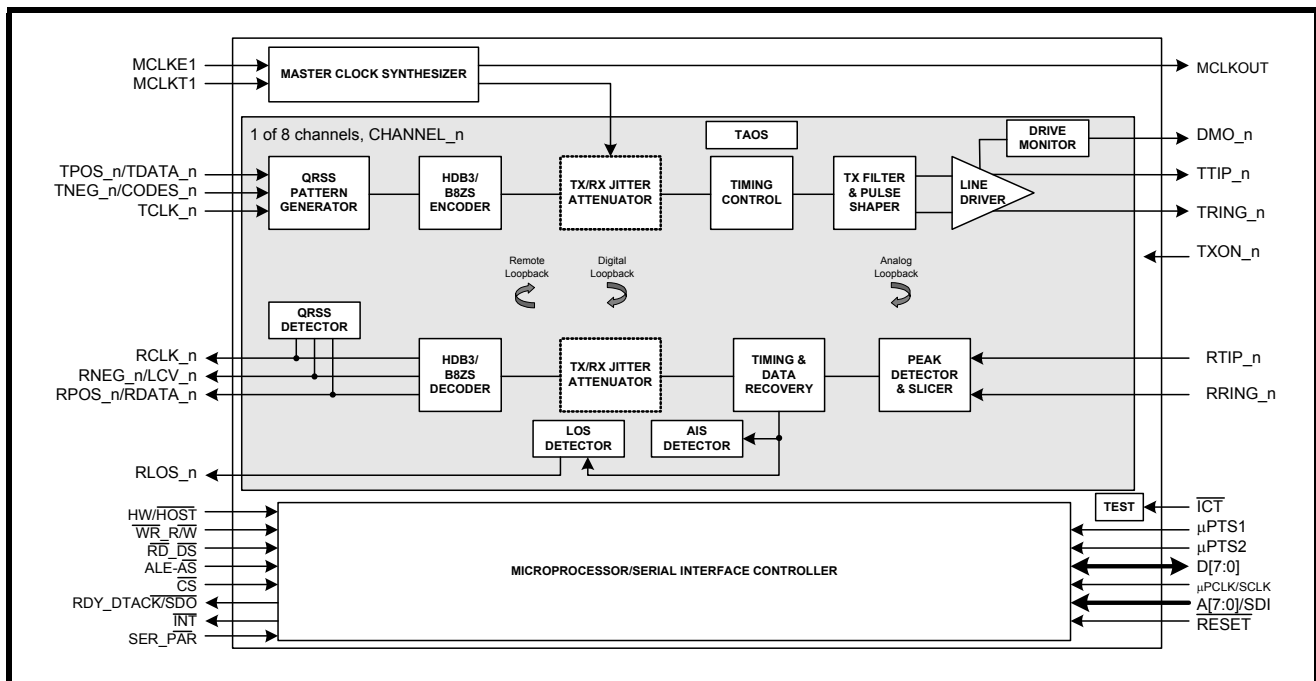 MCLKE1
MCLKT1
MASTER CLOCK SYNTHESIZER
MCLKOUT
1 of 8 channels, CHANNEL_n
TAOS
DRIVE
MONITOR
DMO_n
TPOS_n/TDATA_n
TNEG_n/CODES_n
TCLK_n
QRSS
PATTERN
GENERATOR
HDB3/
B8ZS
ENCODER
TX/RX JITTER
ATTENUATOR
TIMING
CONTROL
TX FILTER
& PULSE
SHAPER
LINE
DRIVER
TTIP_n
TRING_n
TXON_n
Remote
Loopback
Digital
Loopback
Analog
Loopback
QRSS
DETECTOR
RCLK_n
RNEG_n/LCV_n
RPOS_n/RDATA_n
HDB3/
B8ZS
DECODER
TX/RX JITTER
ATTENUATOR
TIMING &
DATA
RECOVERY
PEAK
DETECTOR
& SLICER
RTIP_n
RRING_n
LOS
DETECTOR
AIS
DETECTOR
RLOS_n
TEST
ICT
HW/HOST
WR_R/W
RD_DS
ALE-AS
CS
RDY_DTACK/SDO
INT
SER_PAR
MICROPROCESSOR/SERIAL INTERFACE CONTROLLER
µPTS1
µPTS2
D[7:0]
µPCLK/SCLK
A[7:0]/SDI
RESET